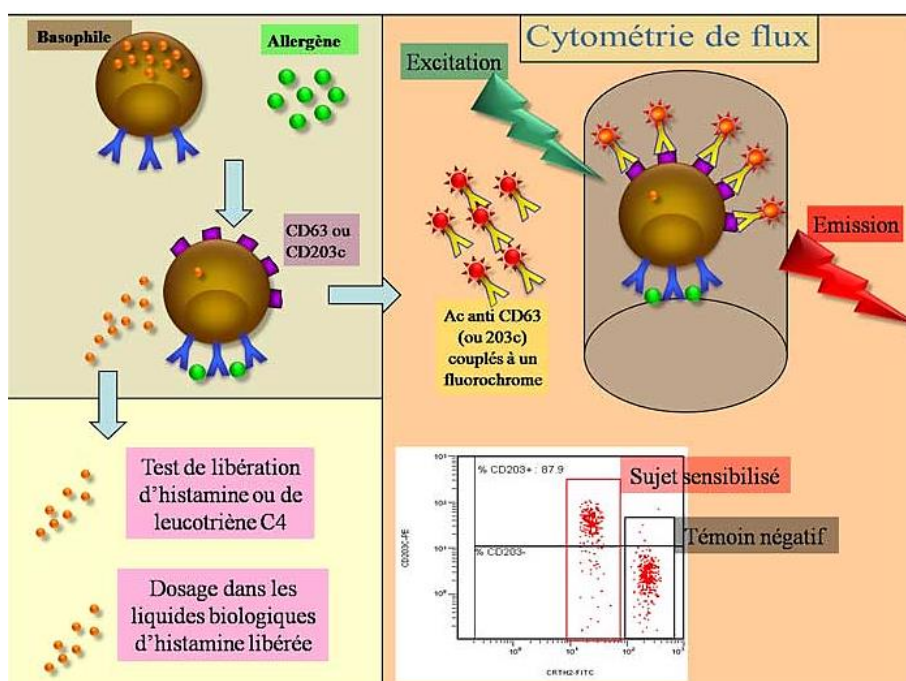 Basophile
Allergène
CD63 ou
CD203c
Test de libération
d'histamine ou de
leucotriène C4
Dosage dans les
liquides biologiques
d'histamine libérée
Cytométrie de flux
Excitation
Emission
Ac anti CD63
(ou 203c)
couplés à un
fluorochrome
% CD203+ : 87.9
% CD203-
Sujet sensibilisé
Témoin négatif
CRTH2-FITC